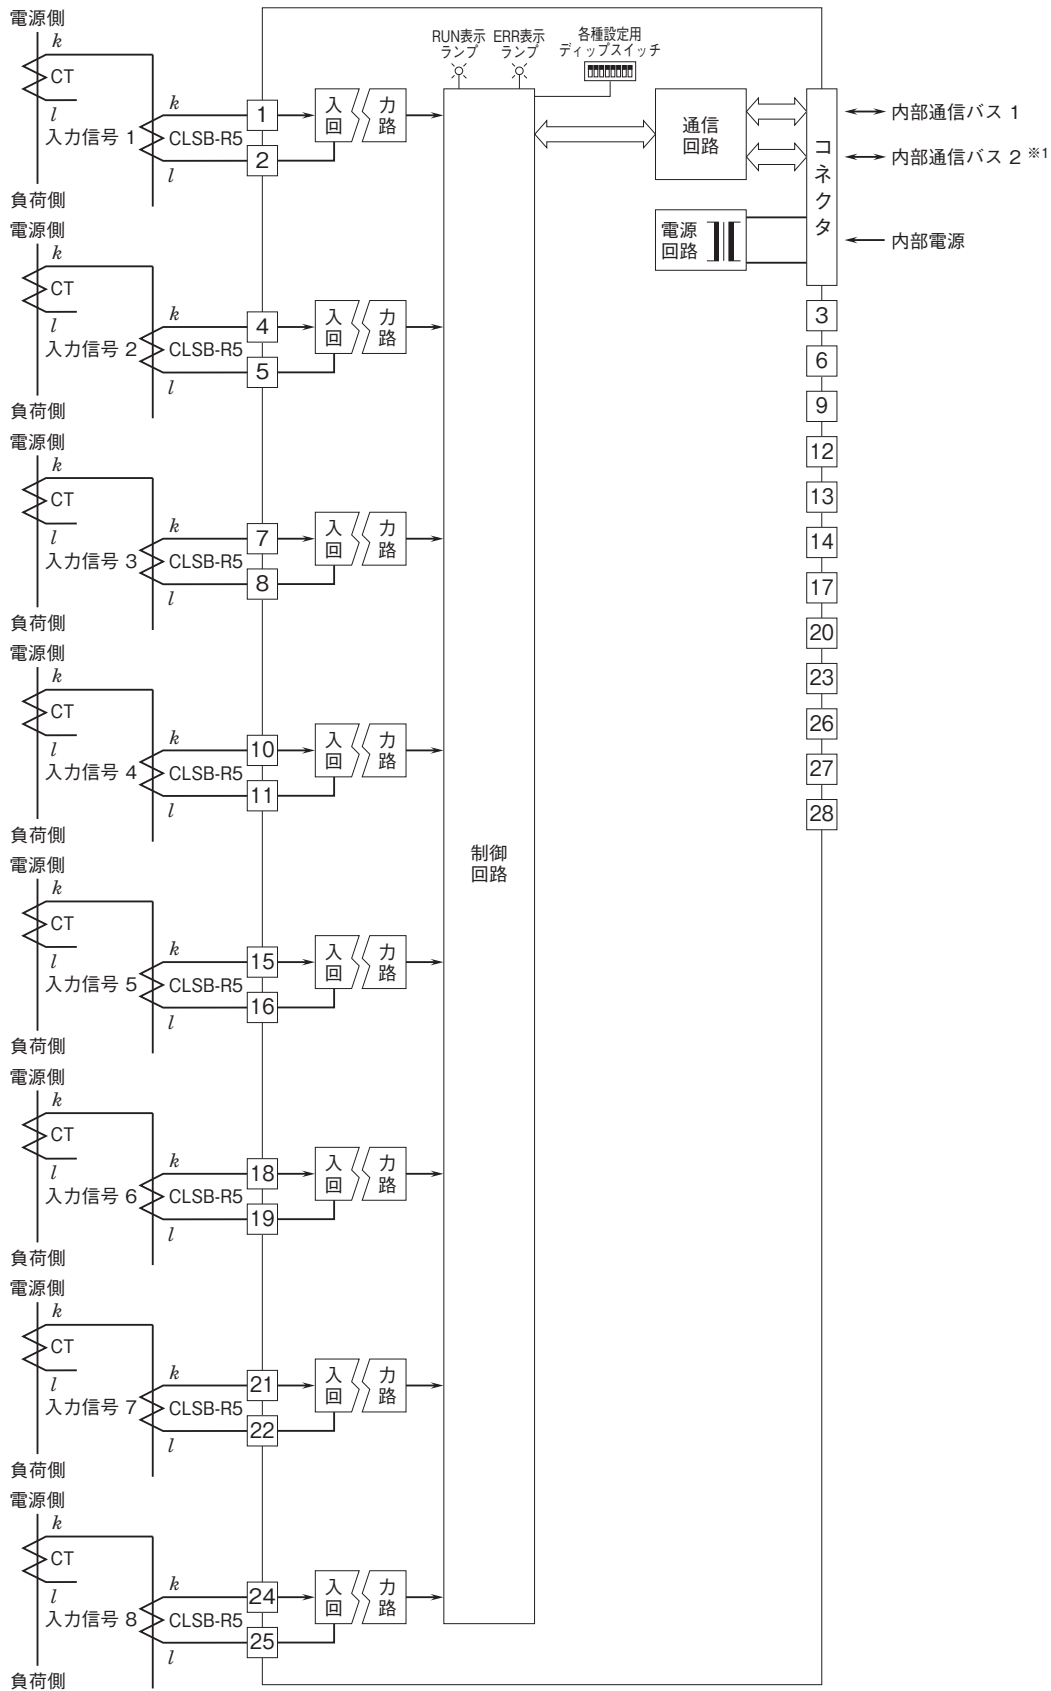 電源側
k
CT
l
入力信号 1
k
CLSB-R5
l
負荷側
1
2
入力
回路
電源側
k
CT
l
入力信号 2
k
CLSB-R5
l
負荷側
4
5
入力
回路
電源側
k
CT
l
入力信号 3
k
CLSB-R5
l
負荷側
7
8
入力
回路
電源側
k
CT
l
入力信号 4
k
CLSB-R5
l
負荷側
10
11
入力
回路
電源側
k
CT
l
入力信号 5
k
CLSB-R5
l
負荷側
15
16
入力
回路
電源側
k
CT
l
入力信号 6
k
CLSB-R5
l
負荷側
18
19
入力
回路
電源側
k
CT
l
入力信号 7
k
CLSB-R5
l
負荷側
21
22
入力
回路
電源側
k
CT
l
入力信号 8
k
CLSB-R5
l
負荷側
24
25
入力
回路
RUN表示
ランプ
ERR表示
ランプ
各種設定用
ディップスイッチ
制御
回路
通信
回路
電源
回路
コネクタ
内部通信バス 1
内部通信バス 2 ※1
内部電源
3
6
9
12
13
14
17
20
23
26
27
28